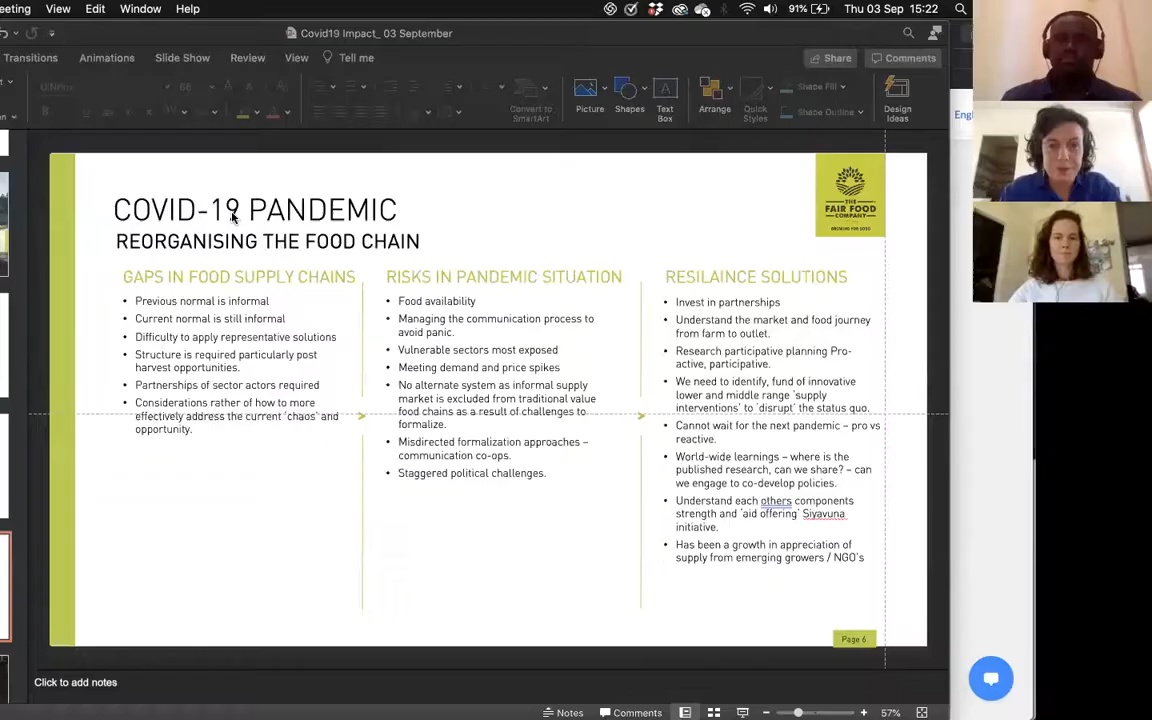 eeting View Edit Window Help
91% Thu 03 Sep 15:22
Covid19 Impact_ 03 September
Transitions Animations Slide Show Review View Tell me Share Comments
66
Convert to SmartArt Picture Shapes Text Box Arrange Quick Styles Shape Fill Shape Outline Design Ideas
Engl
COVID-19 PANDEMIC
REORGANISING THE FOOD CHAIN
THE
FAIR FOOD
COMPANY
GROWING FOR GOOD
GAPS IN FOOD SUPPLY CHAINS
• Previous normal is informal
• Current normal is still informal
• Difficulty to apply representative solutions
• Structure is required particularly post
harvest opportunities.
• Partnerships of sector actors required
• Considerations rather of how to more
effectively address the current ‘chaos’ and
opportunity.
RISKS IN PANDEMIC SITUATION
• Food availability
• Managing the communication process to
avoid panic.
• Vulnerable sectors most exposed
• Meeting demand and price spikes
• No alternate system as informal supply
market is excluded from traditional value
food chains as a result of challenges to
formalize.
• Misdirected formalization approaches –
communication co-ops.
• Staggered political challenges.
RESILAINCE SOLUTIONS
• Invest in partnerships
• Understand the market and food journey
from farm to outlet.
• Research participative planning Pro-
active, participative.
• We need to identify, fund of innovative
lower and middle range ‘supply
interventions’ to ‘disrupt’ the status quo.
• Cannot wait for the next pandemic – pro vs
reactive.
• World-wide learnings – where is the
published research, can we share? – can
we engage to co-develop policies.
• Understand each others components
strength and ‘aid offering’ Siyavuna
initiative.
• Has been a growth in appreciation of
supply from emerging growers / NGO’s
Page 6
Click to add notes
Notes Comments 57%